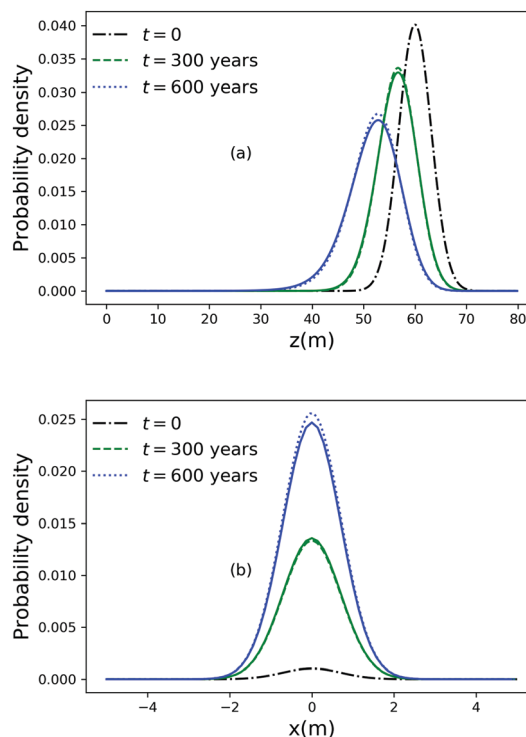 0.040
0.035
0.030
0.025
0.020
0.015
0.010
0.005
0.000
Probability density
t = 0
t = 300 years
t = 600 years
(a)
0 10 20 30 40 50 60 70 80
z(m)
0.025
0.020
0.015
0.010
0.005
0.000
Probability density
t = 0
t = 300 years
t = 600 years
(b)
−4 −2 0 2 4
x(m)